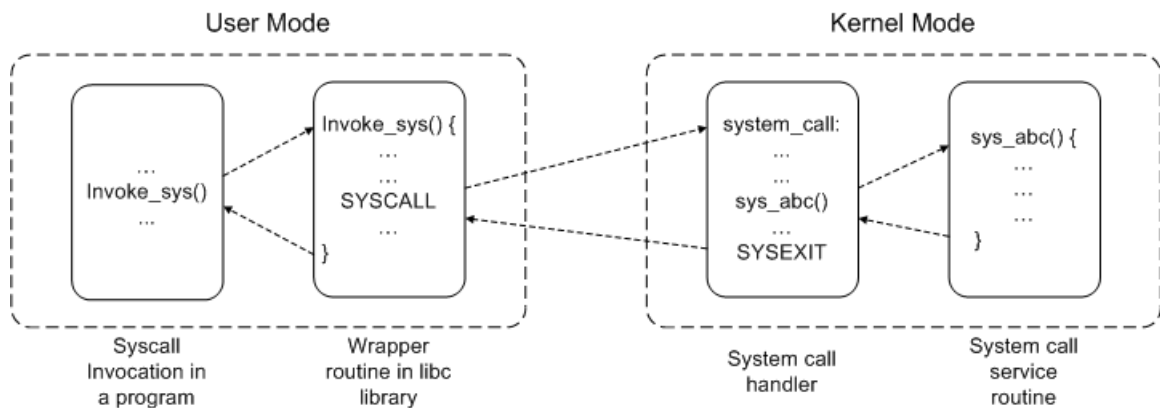 User Mode
Kernel Mode
...
Invoke_sys()
...
Invoke_sys() {
...
...
SYSCALL
...
}
system_call:
...
...
sys_abc()
...
SYSEXIT
sys_abc() {
...
...
...
}
Syscall
Invocation in
a program
Wrapper
routine in libc
library
System call
handler
System call
service
routine